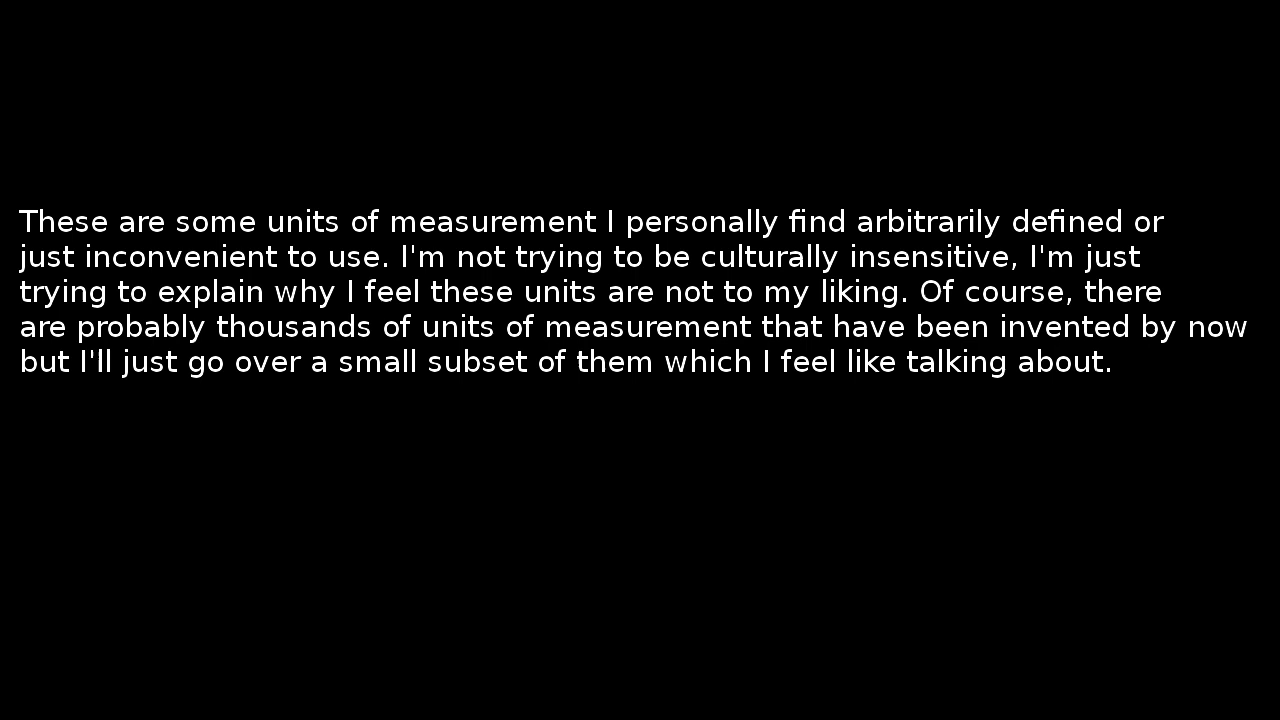 These are some units of measurement I personally find arbitrarily defined or
just inconvenient to use. I'm not trying to be culturally insensitive, I'm just
trying to explain why I feel these units are not to my liking. Of course, there
are probably thousands of units of measurement that have been invented by now
but I'll just go over a small subset of them which I feel like talking about.